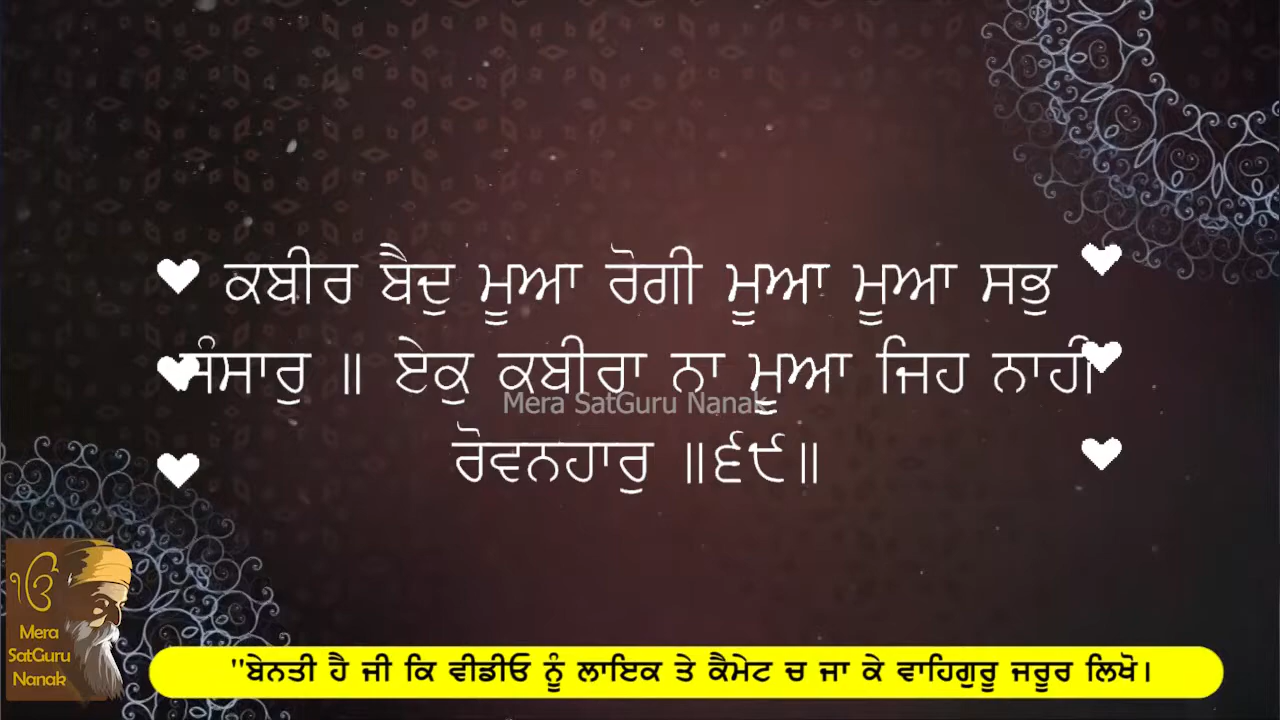 ਕਬੀਰ ਬੈਦੁ ਮੂਆ ਰੋਗੀ ਮੂਆ ਮੂਆ ਸਭੁ
ਸੰਸਾਰੁ ॥ ਏਕੁ ਕਬੀਰਾ ਨਾ ਮੂਆ ਜਿਹ ਨਾਹੀ
Mera SatGuru Nanak
ਰੋਵਨਹਾਰੁ ॥੬੯॥
ੴ
Mera
SatGuru
Nanak
"ਬੇਨਤੀ ਹੈ ਜੀ ਕਿ ਵੀਡੀਓ ਨੂੰ ਲਾਇਕ ਤੇ ਕੈਮੇਟ ਚ ਜਾ ਕੇ ਵਾਹਿਗੁਰੂ ਜਰੂਰ ਲਿਖੋ।